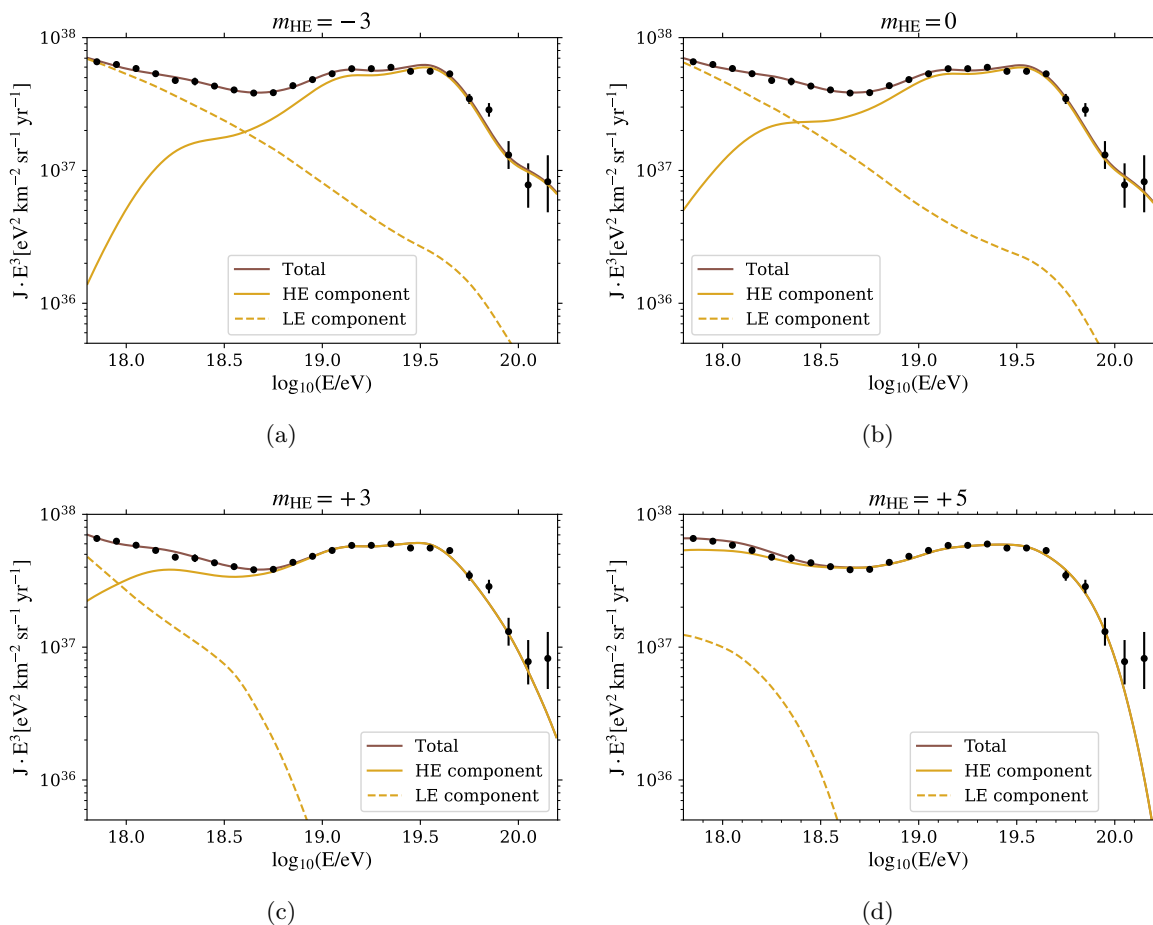 m_HE = −3
10^38
10^37
10^36
J · E^3 [eV^2 km^−2 sr^−1 yr^−1]
Total
HE component
LE component
18.0 18.5 19.0 19.5 20.0
log_10(E/eV)
(a)
m_HE = 0
10^38
10^37
10^36
J · E^3 [eV^2 km^−2 sr^−1 yr^−1]
Total
HE component
LE component
18.0 18.5 19.0 19.5 20.0
log_10(E/eV)
(b)
m_HE = +3
10^38
10^37
10^36
J · E^3 [eV^2 km^−2 sr^−1 yr^−1]
Total
HE component
LE component
18.0 18.5 19.0 19.5 20.0
log_10(E/eV)
(c)
m_HE = +5
10^38
10^37
10^36
J · E^3 [eV^2 km^−2 sr^−1 yr^−1]
Total
HE component
LE component
18.0 18.5 19.0 19.5 20.0
log_10(E/eV)
(d)